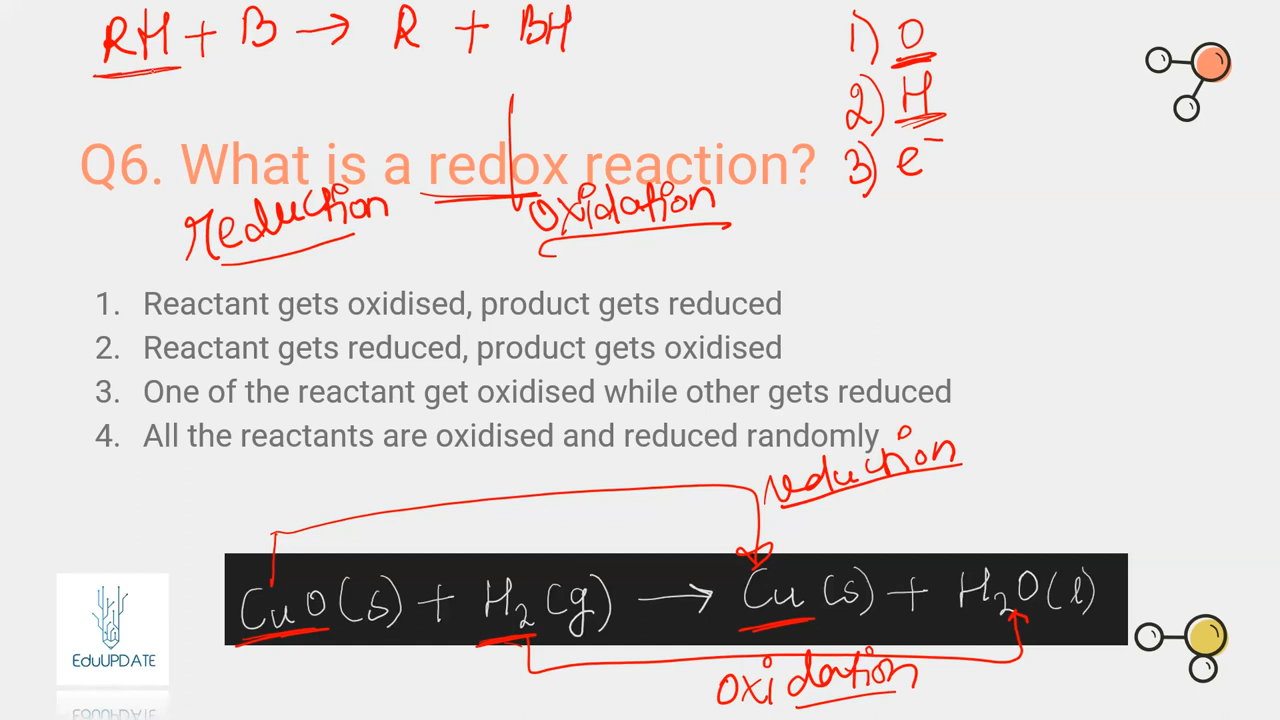 RH + B → R + BH
1) O
2) H
3) e⁻
Q6. What is a redox reaction?
reduction
oxidation
1. Reactant gets oxidised, product gets reduced
2. Reactant gets reduced, product gets oxidised
3. One of the reactant get oxidised while other gets reduced
4. All the reactants are oxidised and reduced randomly
reduction
CuO(s) + H₂(g) → Cu(s) + H₂O(l)
oxidation
EduUPDATE